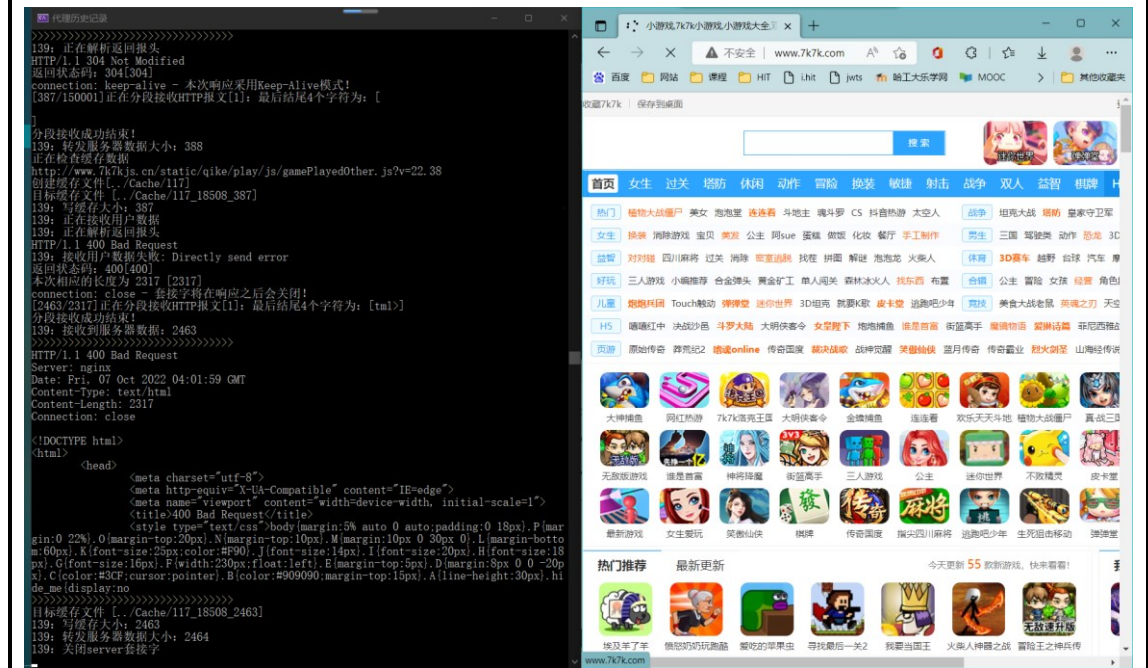 代理历史记录
>>>>>>>>>>>>>>>>>>>>>>>>>>>>>>>>>
139: 正在解析返回报头
HTTP/1.1 304 Not Modified
返回状态码: 304[304]
connection: keep-alive - 本次响应采用Keep-Alive模式!
[387/150001]正在分段接收HTTP报文[1]: 最后结尾4个字符为: [

]
分段接收成功结束!
139: 转发服务器数据大小: 388
正在检查缓存数据
http://www.7k7kjs.cn/static/qike/play/js/gamePlayedOther.js?v=22.38
创建缓存文件[../Cache/117]
目标缓存文件 [../Cache/117_18508_387]
139: 写缓存大小: 387
139: 正在接收用户数据
139: 正在解析返回报头
HTTP/1.1 400 Bad Request
139: 接收用户数据失败: Directly send error
返回状态码: 400[400]
本次相应的长度为 2317 [2317]
connection: close - 套接字将在响应之后会关闭!
[2463/2317]正在分段接收HTTP报文[1]: 最后结尾4个字符为: [tml>]
分段接收成功结束!
139: 接收到服务器数据: 2463
>>>>>>>>>>>>>>>>>>>>>>>>>>>>>>>>>
HTTP/1.1 400 Bad Request
Server: nginx
Date: Fri, 07 Oct 2022 04:01:59 GMT
Content-Type: text/html
Content-Length: 2317
Connection: close

<!DOCTYPE html>
<html>
<head>
<meta charset="utf-8">
<meta http-equiv="X-UA-Compatible" content="IE=edge">
<meta name="viewport" content="width=device-width, initial-scale=1">
<title>400 Bad Request</title>
<style type="text/css">body{margin:5% auto 0 auto;padding:0 18px}.P{mar
gin:0 22%}.O{margin-top:20px}.N{margin-top:10px}.M{margin:10px 0 30px 0}.L{margin-botto
m:60px}.K{font-size:25px;color:#F90}.J{font-size:14px}.I{font-size:20px}.H{font-size:18
px}.G{font-size:16px}.F{width:230px;float:left}.E{margin-top:5px}.D{margin:8px 0 0 -20p
x}.C{color:#3CF;cursor:pointer}.B{color:#909090;margin-top:15px}.A{line-height:30px}.hi
de_me{display:no
>>>>>>>>>>>>>>>>>>>>>>>>>>>>>>>>>
目标缓存文件 [../Cache/117_18508_2463]
139: 写缓存大小: 2463
139: 转发服务器数据大小: 2464
139: 关闭server套接字
小游戏,7k7k小游戏,小游戏大全,
不安全 www.7k7k.com
百度 网站 课程 HIT i.hit jwts 哈工大乐学网 MOOC 其他收藏夹
收藏7k7k 保存到桌面
搜索
迷你世界 弹弹堂
首页 女生 过关 塔防 休闲 动作 冒险 换装 敏捷 射击 战争 双人 益智 棋牌 H
热门 植物大战僵尸 美女 泡泡堂 连连看 斗地主 魂斗罗 CS 抖音热游 太空人 战争 坦克大战 塔防 皇家守卫军
女生 换装 消除游戏 宝贝 美发 公主 阿sue 蛋糕 做饭 化妆 餐厅 手工制作 男生 三国 驾驶类 动作 恐龙 3D
益智 对对碰 四川麻将 过关 消除 密室逃脱 找茬 拼图 解谜 泡泡龙 火柴人 体育 3D赛车 越野 台球 汽车
好玩 三人游戏 小编推荐 合金弹头 黄金矿工 单人闯关 森林冰火人 找东西 布置 合辑 公主 冒险 女孩 经营 角色
儿童 炮炮兵团 Touch触动 弹弹堂 迷你世界 3D坦克 就要K歌 皮卡堂 逃跑吧少年 竞技 美食大战老鼠 英魂之刃 天空
H5 嘻嘻红中 决战沙邑 斗罗大陆 大明侠客令 女皇陛下 炮炮捕鱼 谁是首富 街篮高手 魔镜物语 爱琳诗篇 菲尼西雅战
页游 原始传奇 莽荒纪2 嗜魂online 传奇国度 裁决战歌 战神觉醒 笑傲仙侠 蓝月传奇 传奇霸业 烈火剑圣 山海经传说
大神捕鱼 网红热游 7k7k洛克王国 大明侠客令 金蟾捕鱼 连连看 欢乐天天斗地 植物大战僵尸 真·战三国
无敌版游戏 谁是首富 神将降魔 街篮高手 三人游戏 公主 迷你世界 不败精灵 皮卡堂
最新游戏 女生爱玩 笑傲仙侠 棋牌 传奇国度 指尖四川麻将 逃跑吧少年 生死狙击移动 弹弹堂
热门推荐 最新更新 今天更新 55 款新游戏, 快来看看!
无敌速升版
埃及羊了羊 愤怒奶奶玩跑酷 爱吃的苹果虫 寻找最后一关2 我要当国王 火柴人神器之战 冒险王之神兵传
www.7k7k.com